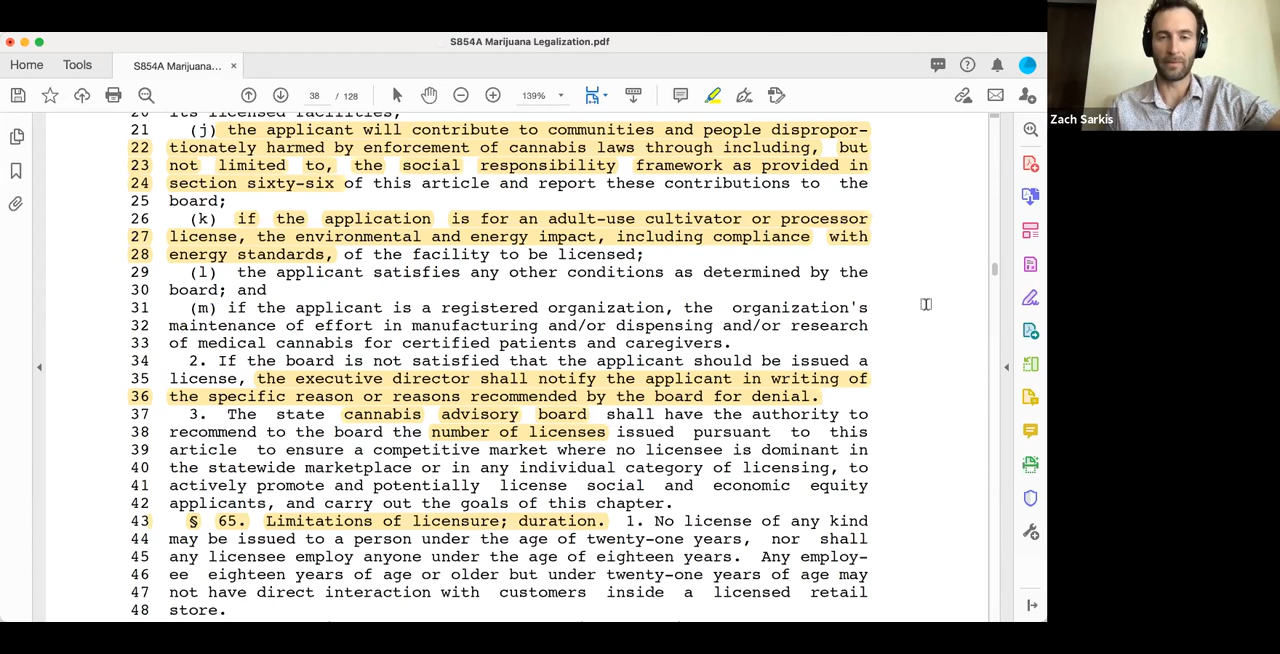 S854A Marijuana Legalization.pdf
Home Tools S854A Marijuana... ×
38 / 128 139%
Zach Sarkis
20 its licensed facilities;
21 (j) the applicant will contribute to communities and people dispropor-
22 tionately harmed by enforcement of cannabis laws through including, but
23 not limited to, the social responsibility framework as provided in
24 section sixty-six of this article and report these contributions to the
25 board;
26 (k) if the application is for an adult-use cultivator or processor
27 license, the environmental and energy impact, including compliance with
28 energy standards, of the facility to be licensed;
29 (l) the applicant satisfies any other conditions as determined by the
30 board; and
31 (m) if the applicant is a registered organization, the organization's
32 maintenance of effort in manufacturing and/or dispensing and/or research
33 of medical cannabis for certified patients and caregivers.
34 2. If the board is not satisfied that the applicant should be issued a
35 license, the executive director shall notify the applicant in writing of
36 the specific reason or reasons recommended by the board for denial.
37 3. The state cannabis advisory board shall have the authority to
38 recommend to the board the number of licenses issued pursuant to this
39 article to ensure a competitive market where no licensee is dominant in
40 the statewide marketplace or in any individual category of licensing, to
41 actively promote and potentially license social and economic equity
42 applicants, and carry out the goals of this chapter.
43 § 65. Limitations of licensure; duration. 1. No license of any kind
44 may be issued to a person under the age of twenty-one years, nor shall
45 any licensee employ anyone under the age of eighteen years. Any employ-
46 ee eighteen years of age or older but under twenty-one years of age may
47 not have direct interaction with customers inside a licensed retail
48 store.